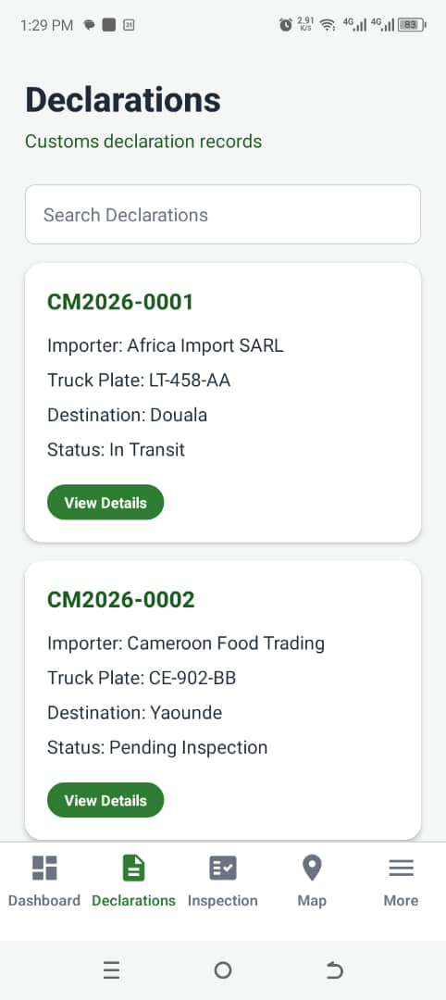 1:29 PM
31
2.91
K/S
4G
4G
83
Declarations
Customs declaration records
Search Declarations
CM2026-0001
Importer: Africa Import SARL
Truck Plate: LT-458-AA
Destination: Douala
Status: In Transit
View Details
CM2026-0002
Importer: Cameroon Food Trading
Truck Plate: CE-902-BB
Destination: Yaounde
Status: Pending Inspection
View Details
Dashboard
Declarations
Inspection
Map
More